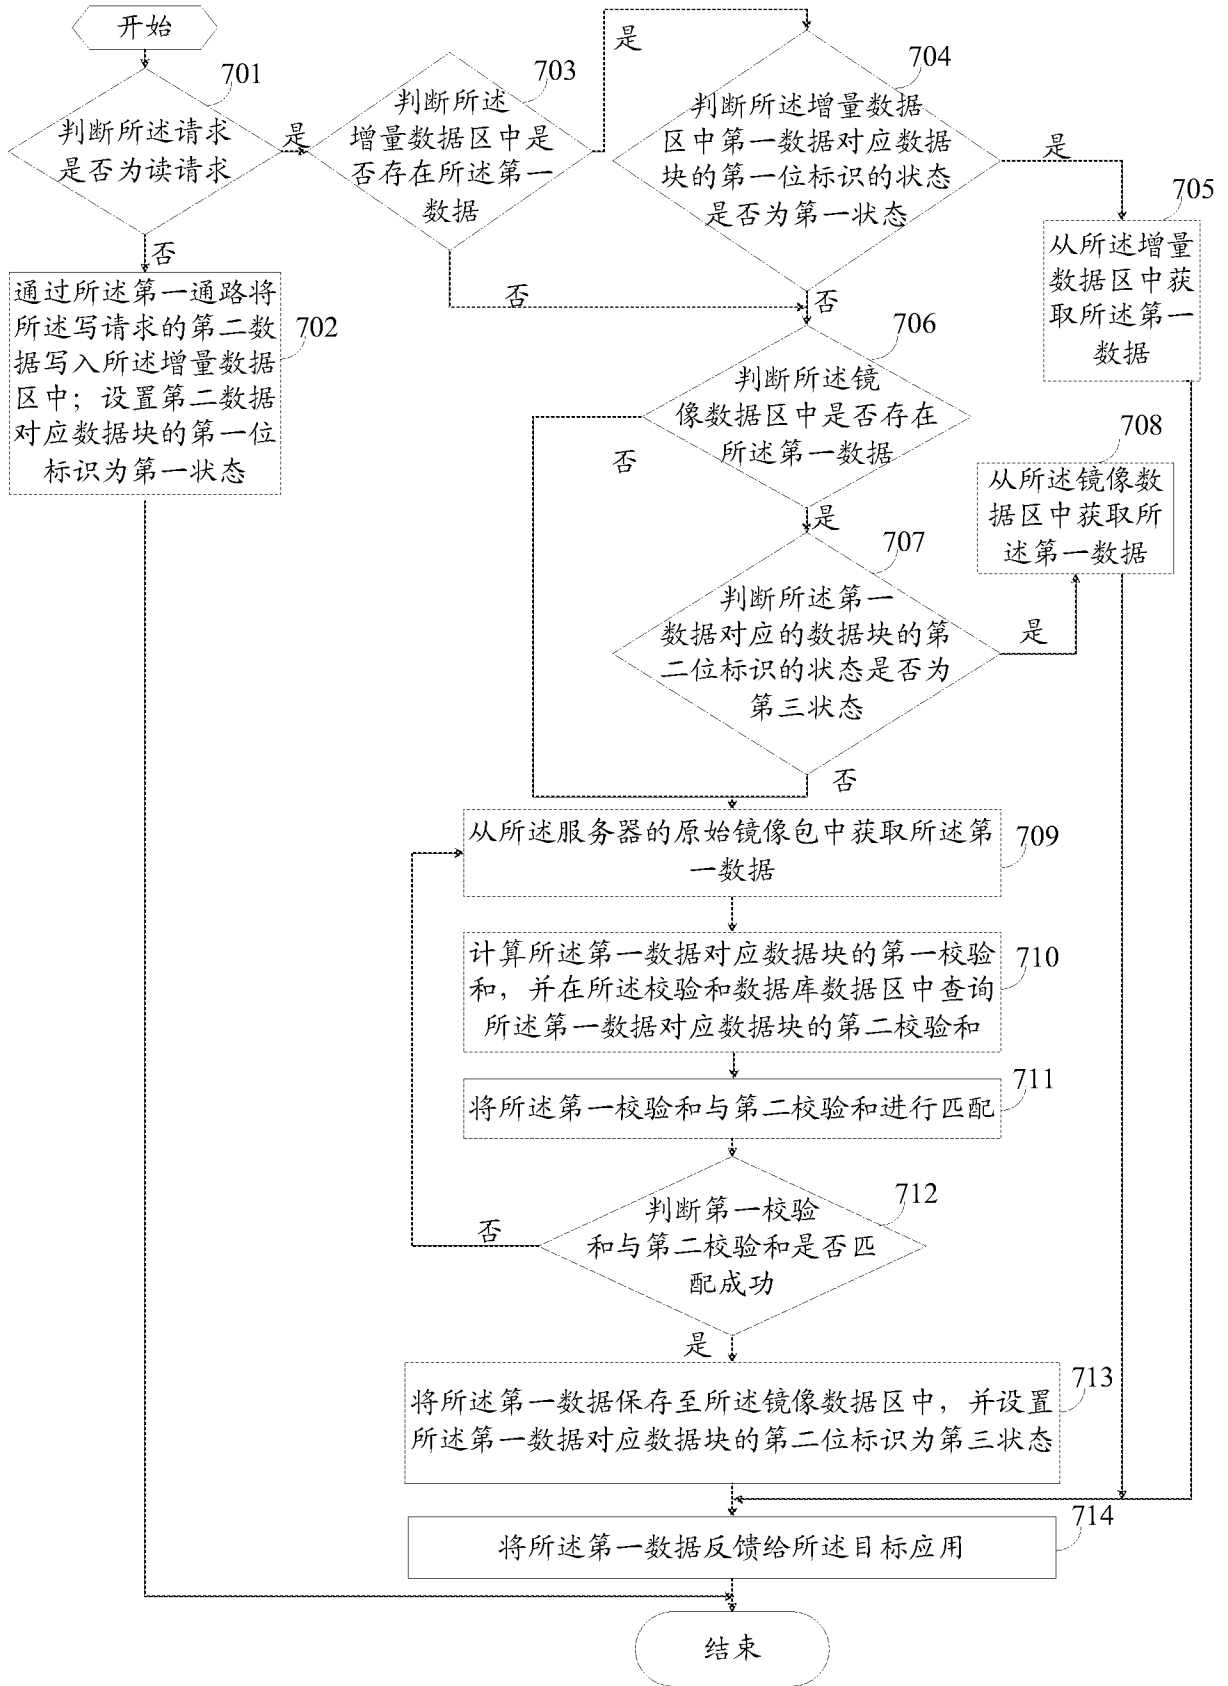 开始
701
判断所述请求
是否为读请求
是
否
通过所述第一通路将
所述写请求的第二数
据写入所述增量数据
区中；设置第二数据
对应数据块的第一位
标识为第一状态
702
703
判断所述
增量数据区中是
否存在所述第一
数据
是
否
704
判断所述增量数据
区中第一数据对应数据
块的第一位标识的状态
是否为第一状态
是
否
705
从所述增量
数据区中获
取所述第一
数据
706
判断所述镜
像数据区中是否存在
所述第一数据
否
是
707
判断所述第一
数据对应的数据块的第
二位标识的状态是否为
第三状态
是
否
708
从所述镜像数
据区中获取所
述第一数据
从所述服务器的原始镜像包中获取所述第
一数据
709
计算所述第一数据对应数据块的第一校验
和，并在所述校验和数据库数据区中查询
所述第一数据对应数据块的第二校验和
710
将所述第一校验和与第二校验和进行匹配
711
712
判断第一校验
和与第二校验和是否匹
配成功
否
是
将所述第一数据保存至所述镜像数据区中，并设置
所述第一数据对应数据块的第二位标识为第三状态
713
将所述第一数据反馈给所述目标应用
714
结束